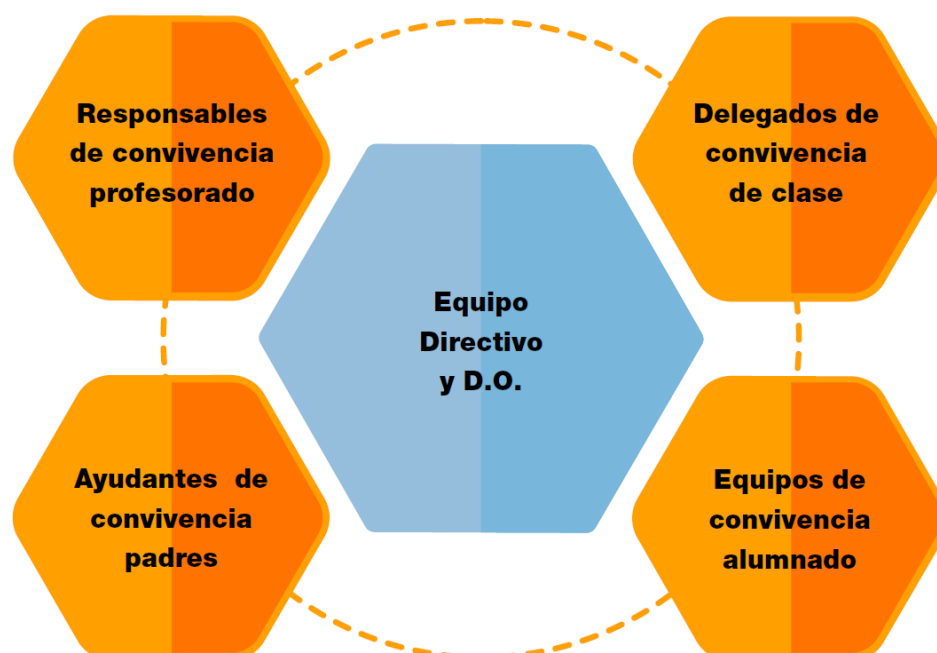 Responsables
de convivencia
profesorado
Delegados de
convivencia
de clase
Equipo
Directivo
y D.O.
Ayudantes  de
convivencia
padres
Equipos de
convivencia
alumnado